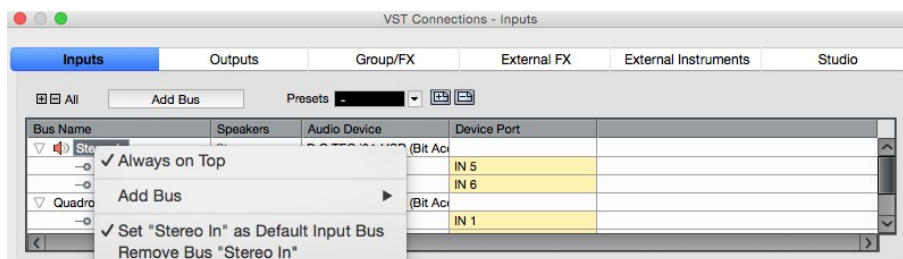 VST Connections - Inputs
Inputs Outputs Group/FX External FX External Instruments Studio
All Add Bus Presets -
Bus Name Speakers Audio Device Device Port
(Bit
✓ Always on Top
IN 5
Add Bus
IN 6
Quadro (Bit
✓ Set "Stereo In" as Default Input Bus
IN 1
Remove Bus "Stereo In"